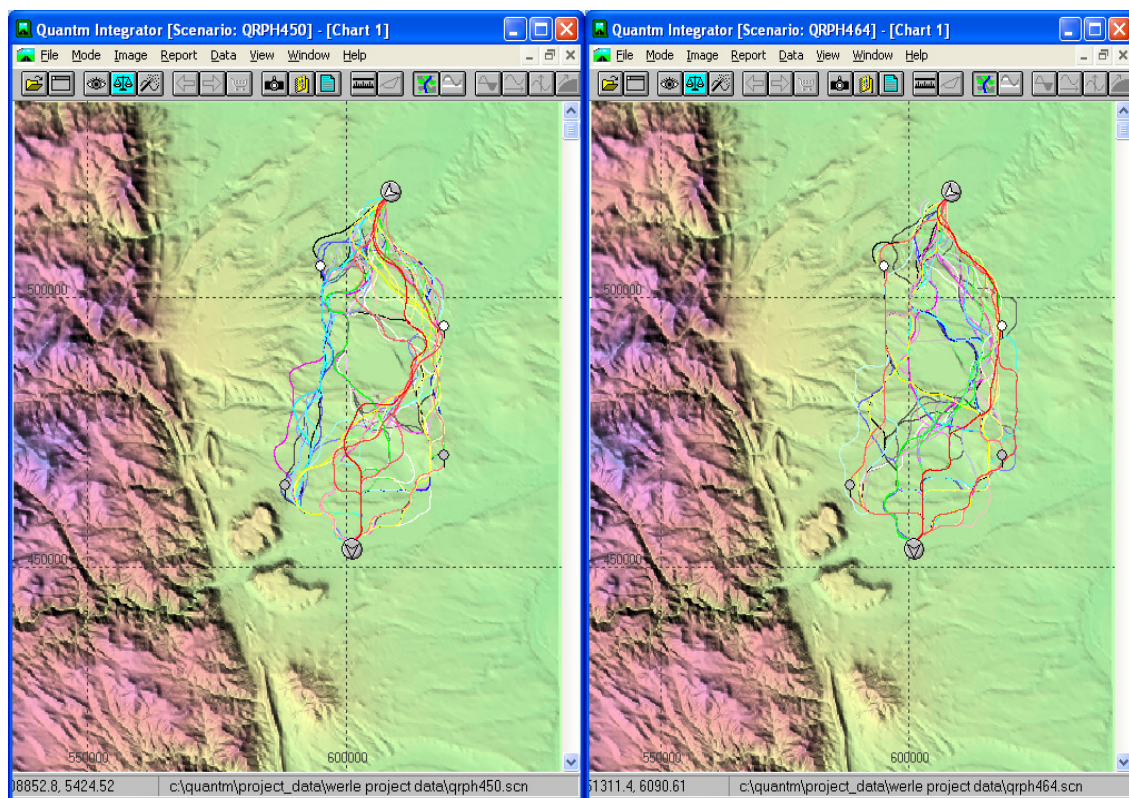 Quantm Integrator [Scenario: QRPH450] - [Chart 1]
File Mode Image Report Data View Window Help
500000
450000
550000
600000
08852.8, 5424.52
c:\quantm\project_data\werle project data\qrph450.scn
Quantm Integrator [Scenario: QRPH464] - [Chart 1]
File Mode Image Report Data View Window Help
500000
450000
550000
600000
51311.4, 6090.61
c:\quantm\project_data\werle project data\qrph464.scn